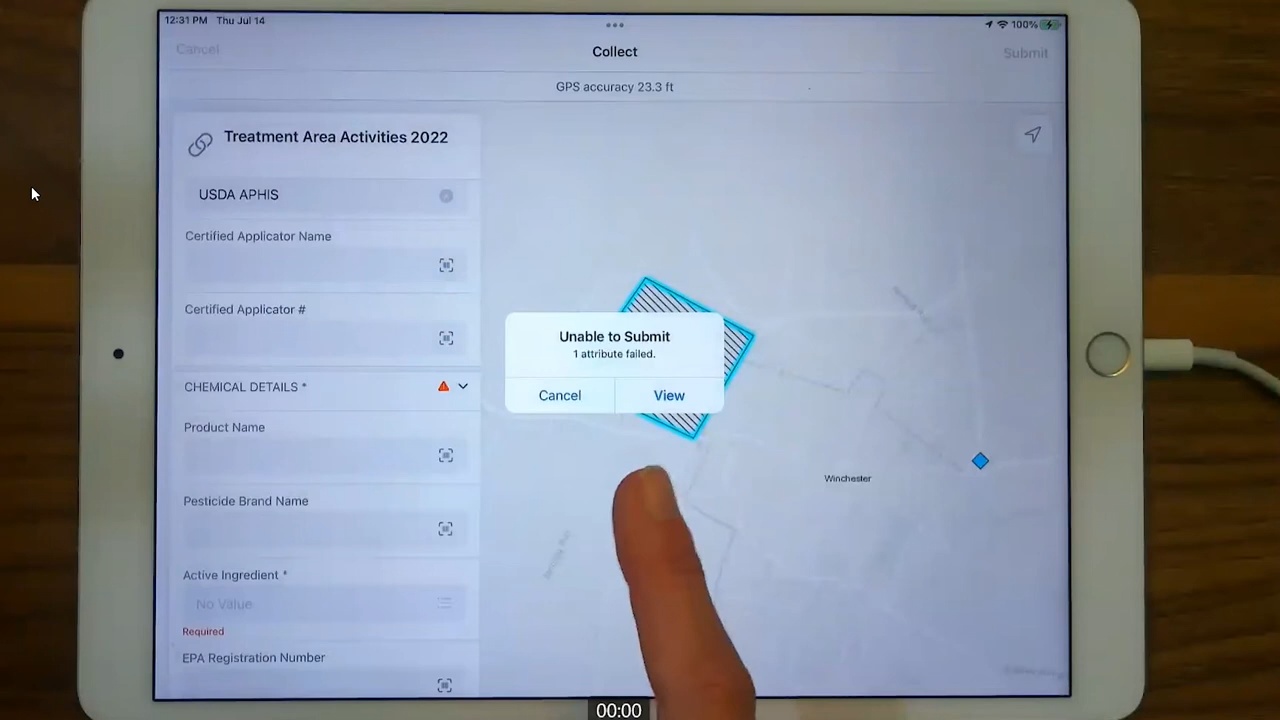 12:31 PM Thu Jul 14
100%
Cancel
Collect
Submit
GPS accuracy 23.3 ft
Treatment Area Activities 2022
USDA APHIS
Certified Applicator Name
Certified Applicator #
CHEMICAL DETAILS *
Product Name
Pesticide Brand Name
Active Ingredient *
No Value
Required
EPA Registration Number
Unable to Submit
1 attribute failed.
Cancel
View
Winchester
00:00